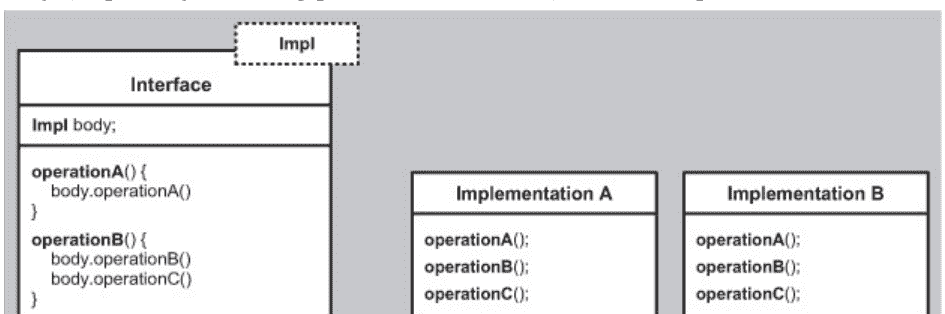 Impl
Interface
Impl body;
operationA() {
body.operationA()
}
operationB() {
body.operationB()
body.operationC()
}
Implementation A
operationA();
operationB();
operationC();
Implementation B
operationA();
operationB();
operationC();